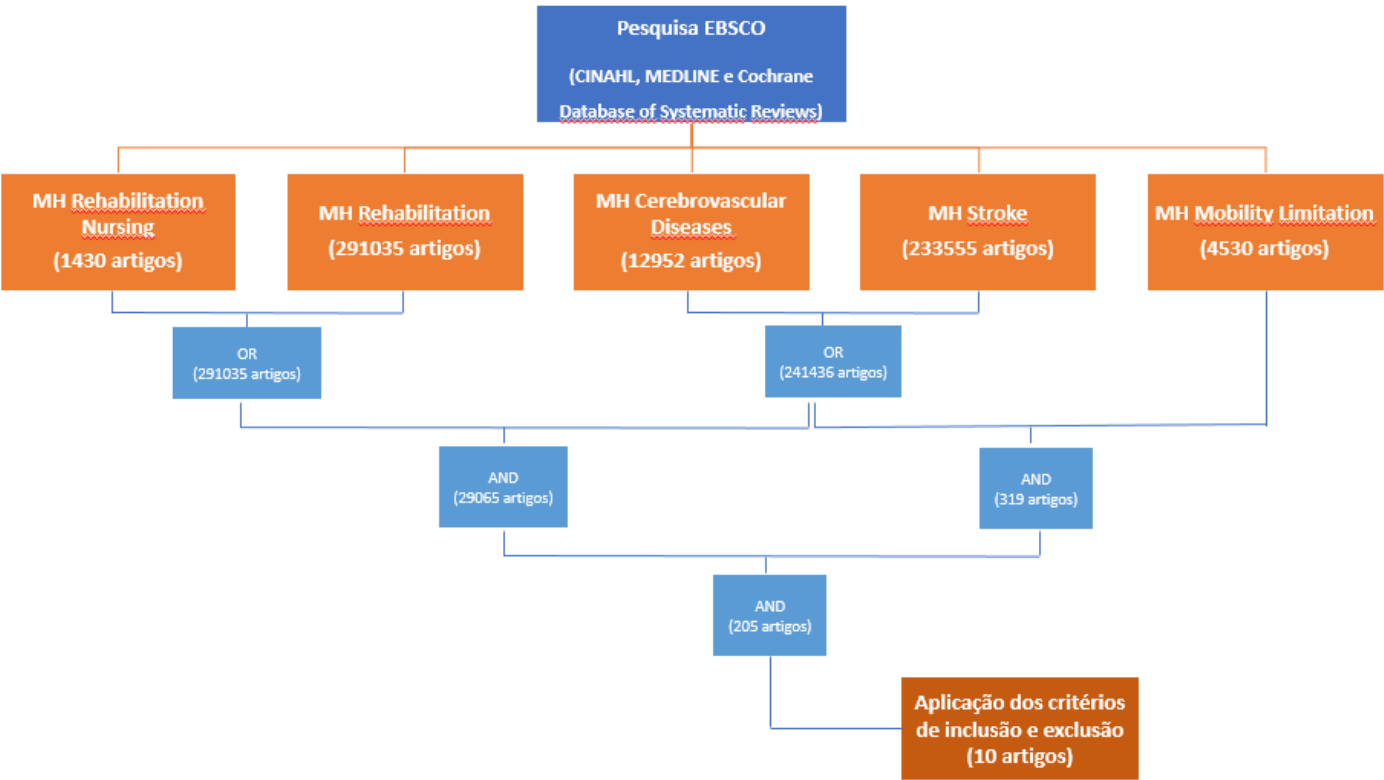 Pesquisa EBSCO
(CINAHL, MEDLINE e Cochrane
Database of Systematic Reviews)
MH Rehabilitation
Nursing
(1430 artigos)
MH Rehabilitation
(291035 artigos)
MH Cerebrovascular
Diseases
(12952 artigos)
MH Stroke
(233555 artigos)
MH Mobility Limitation
(4530 artigos)
OR
(291035 artigos)
OR
(241436 artigos)
AND
(29065 artigos)
AND
(319 artigos)
AND
(205 artigos)
Aplicação dos critérios
de inclusão e exclusão
(10 artigos)